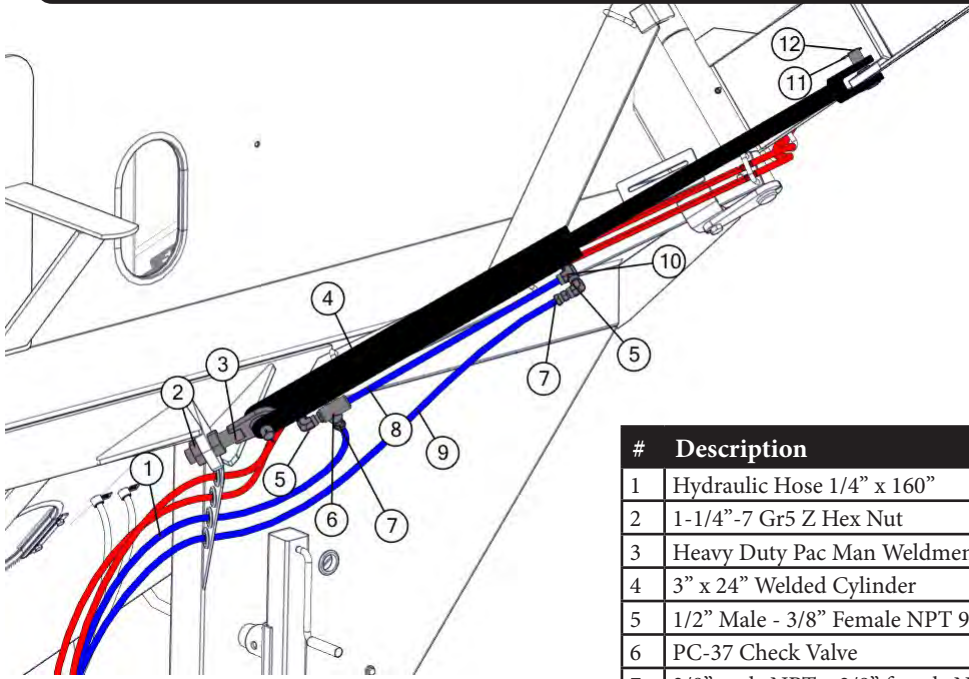 12
11
10
4
5
3
7
2
8
9
1
5
6
7
# Description
1 Hydraulic Hose 1/4” x 160”
2 1-1/4”-7 Gr5 Z Hex Nut
3 Heavy Duty Pac Man Weldmen
4 3” x 24” Welded Cylinder
5 1/2” Male - 3/8” Female NPT 9
6 PC-37 Check Valve